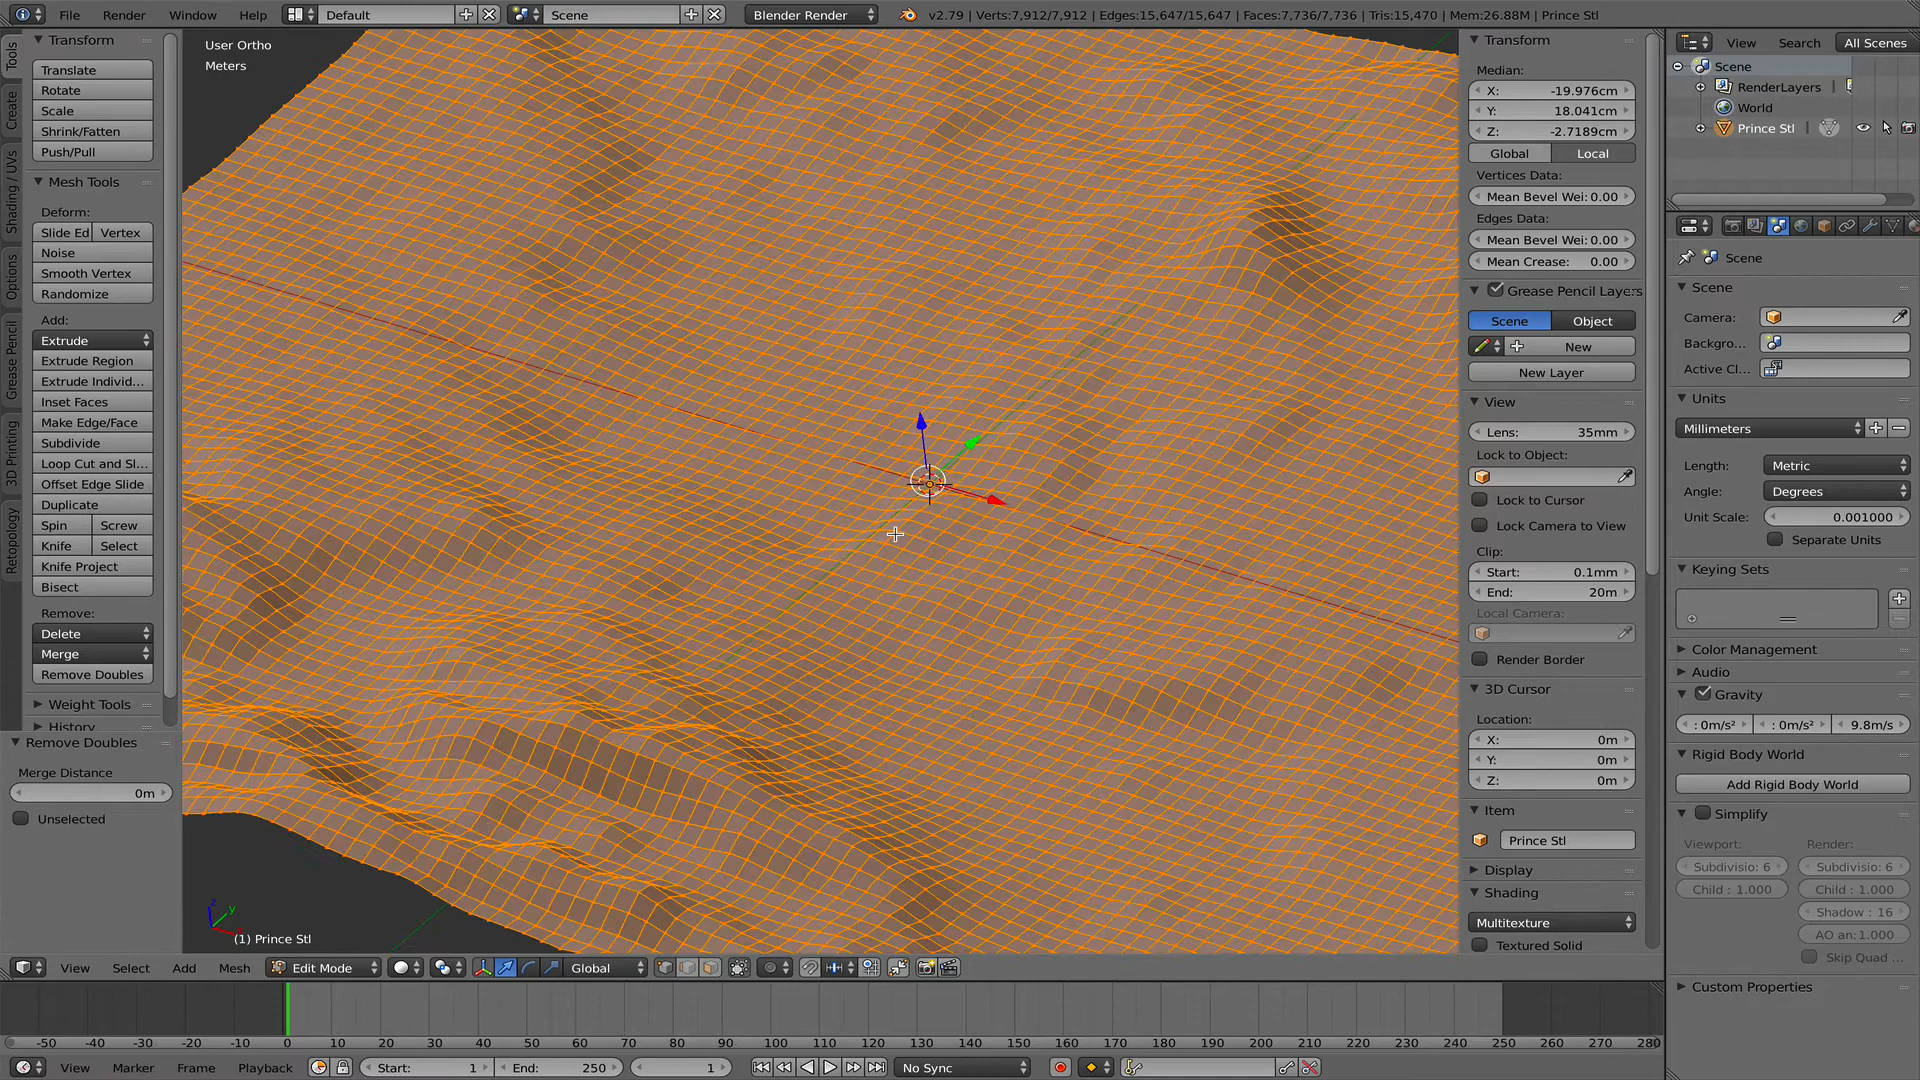 File Render Window Help Default Scene Blender Render v2.79 | Verts:7,912/7,912 | Edges:15,647/15,647 | Faces:7,736/7,736 | Tris:15,470 | Mem:26.88M | Prince Stl
Tools
Create
Shading / UVs
Options
Grease Pencil
3D Printing
Retopology
Transform
Translate
Rotate
Scale
Shrink/Fatten
Push/Pull
Mesh Tools
Deform:
Slide Ed Vertex
Noise
Smooth Vertex
Randomize
Add:
Extrude
Extrude Region
Extrude Individ...
Inset Faces
Make Edge/Face
Subdivide
Loop Cut and Sl...
Offset Edge Slide
Duplicate
Spin Screw
Knife Select
Knife Project
Bisect
Remove:
Delete
Merge
Remove Doubles
Weight Tools
History
Remove Doubles
Merge Distance
0m
Unselected
User Ortho
Meters
z
y
(1) Prince Stl
Transform
Median:
X: -19.976cm
Y: 18.041cm
Z: -2.7189cm
Global Local
Vertices Data:
Mean Bevel Wei: 0.00
Edges Data:
Mean Bevel Wei: 0.00
Mean Crease: 0.00
Grease Pencil Layers
Scene Object
New
New Layer
View
Lens: 35mm
Lock to Object:
Lock to Cursor
Lock Camera to View
Clip:
Start: 0.1mm
End: 20m
Local Camera:
Render Border
3D Cursor
Location:
X: 0m
Y: 0m
Z: 0m
Item
Prince Stl
Display
Shading
Multitexture
Textured Solid
View Search All Scenes
Scene
RenderLayers
World
Prince Stl
Scene
Scene
Camera:
Backgro...
Active Cl...
Units
Millimeters
Length: Metric
Angle: Degrees
Unit Scale: 0.001000
Separate Units
Keying Sets
Color Management
Audio
Gravity
: 0m/s² : 0m/s² 9.8m/s
Rigid Body World
Add Rigid Body World
Simplify
Viewport: Render:
Subdivisio: 6 Subdivisio: 6
Child : 1.000 Child : 1.000
Shadow : 16
AO an: 1.000
Skip Quad ...
Custom Properties
View Select Add Mesh Edit Mode Global
-50 -40 -30 -20 -10 0 10 20 30 40 50 60 70 80 90 100 110 120 130 140 150 160 170 180 190 200 210 220 230 240 250 260 270 280
View Marker Frame Playback Start: 1 End: 250 1 No Sync